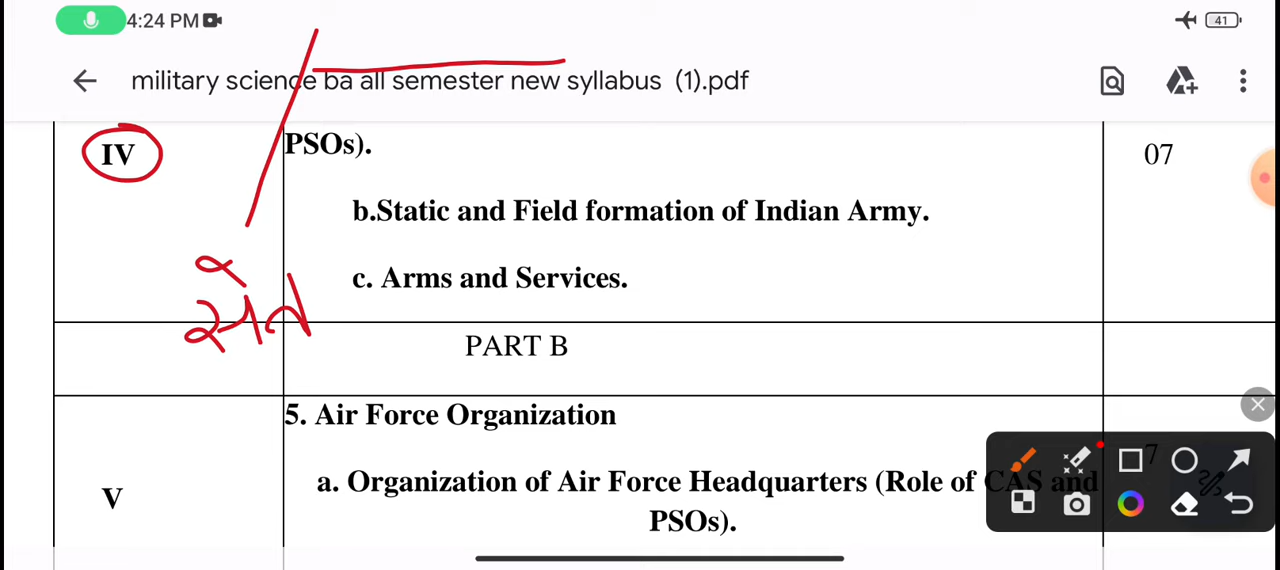 4:24 PM
41
military science ba all semester new syllabus (1).pdf
IV
PSOs).
07
b.Static and Field formation of Indian Army.
c. Arms and Services.
PART B
5. Air Force Organization
7
V
a. Organization of Air Force Headquarters (Role of CAS and
PSOs).